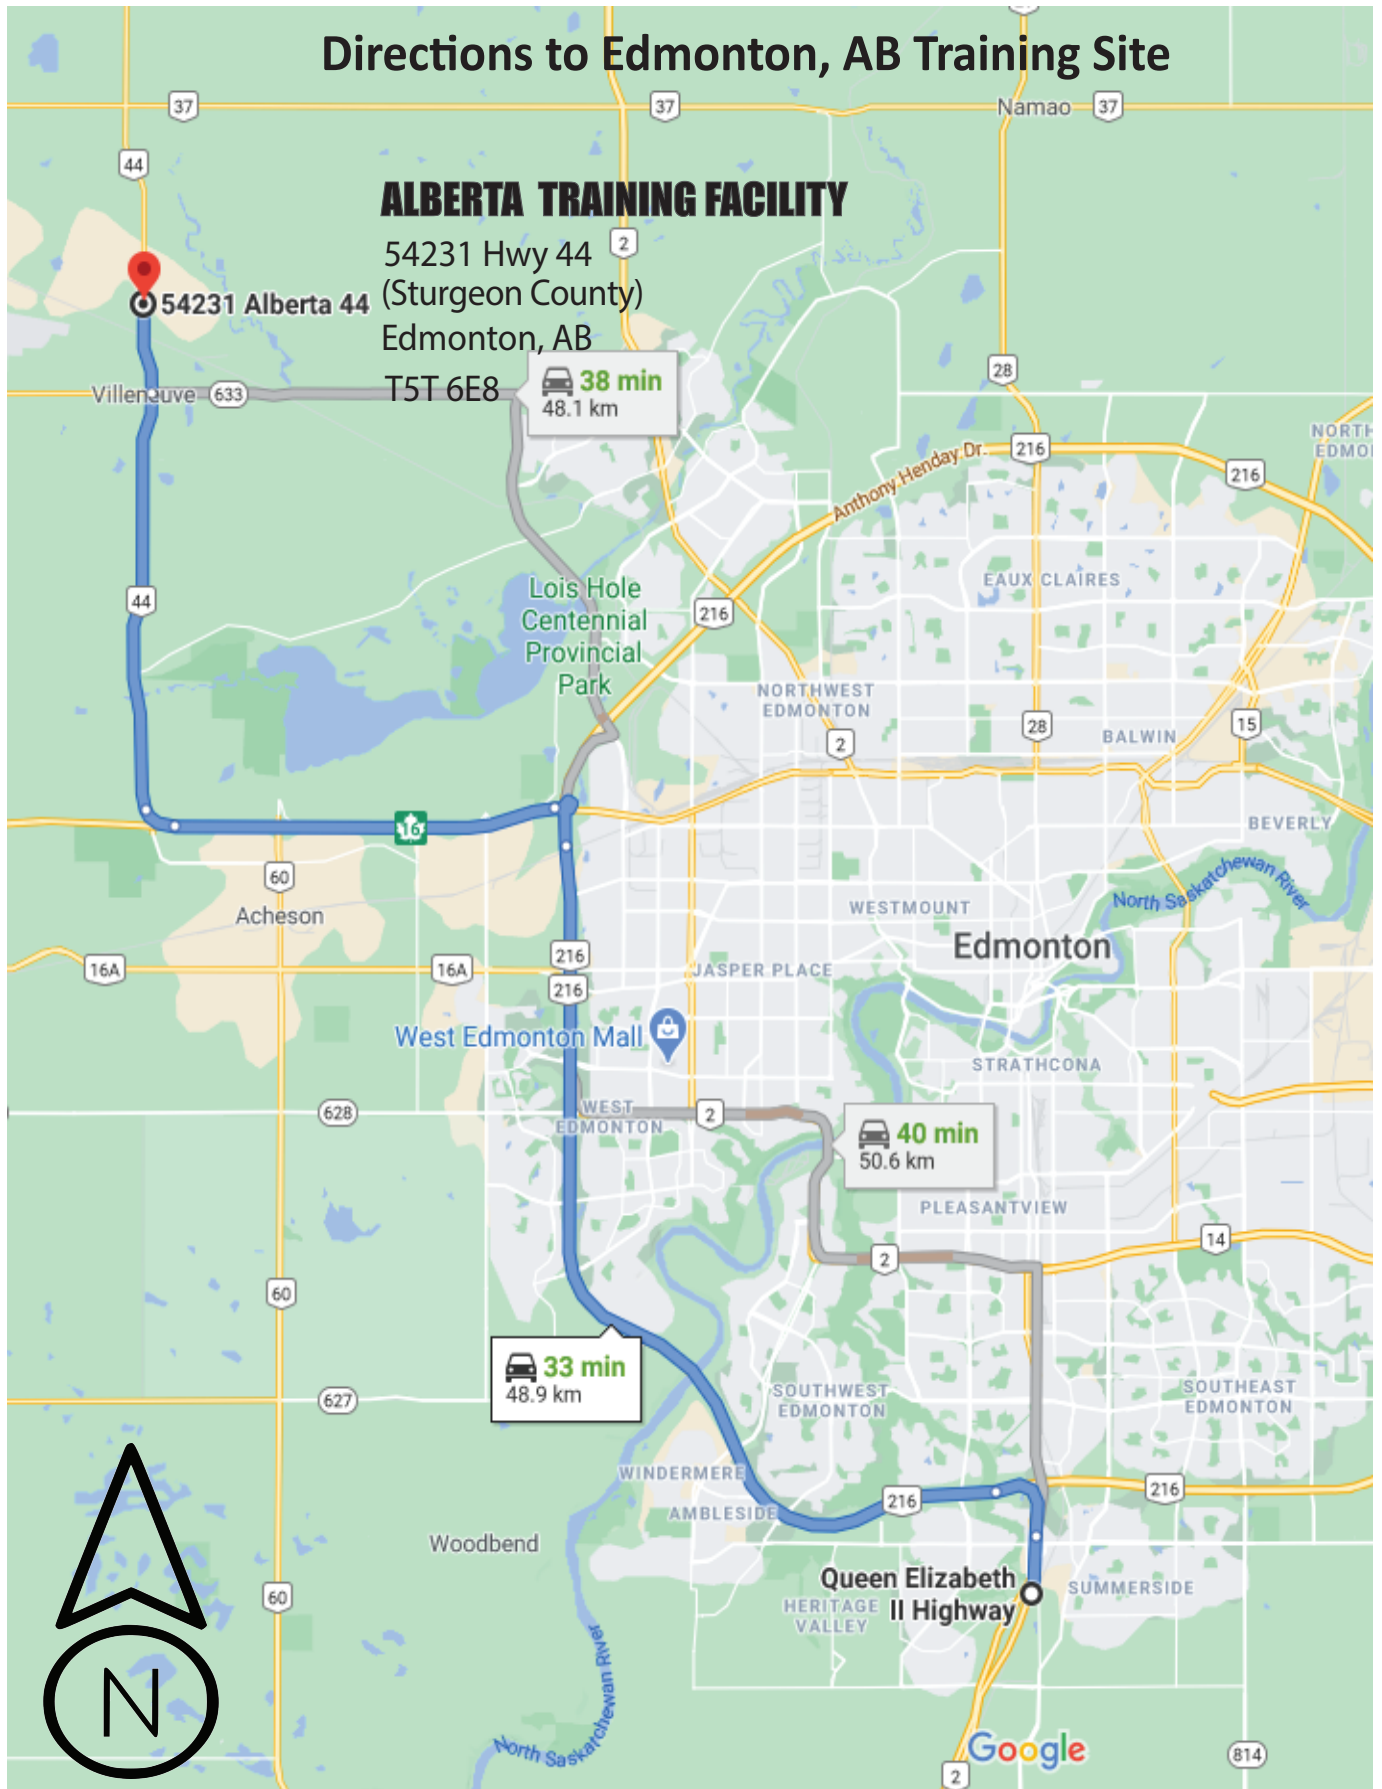 Directions to Edmonton, AB Training Site
37
37
Namao
37
44
ALBERTA TRAINING FACILITY
54231 Hwy 44
2
(Sturgeon County)
54231 Alberta 44
Edmonton, AB
28
38 min
48.1 km
T5T 6E8
Villeneuve
633
NORTH
EDMO
Anthony Henday Dr.
216
216
EAUX CLAIRES
Lois Hole
Centennial
Provincial
Park
44
216
NORTHWEST
EDMONTON
28
15
BALWIN
2
16
BEVERLY
60
Acheson
North Saskatchewan River
WESTMOUNT
Edmonton
216
16A
16A
JASPER PLACE
216
West Edmonton Mall
STRATHCONA
628
WEST
EDMONTON
2
40 min
50.6 km
PLEASANTVIEW
14
2
60
33 min
48.9 km
SOUTHWEST
EDMONTON
SOUTHEAST
EDMONTON
627
WINDERMERE
216
216
AMBLESIDE
Woodbend
Queen Elizabeth
II Highway
SUMMERSIDE
60
HERITAGE
VALLEY
North Saskatchewan River
N
Google
814
2